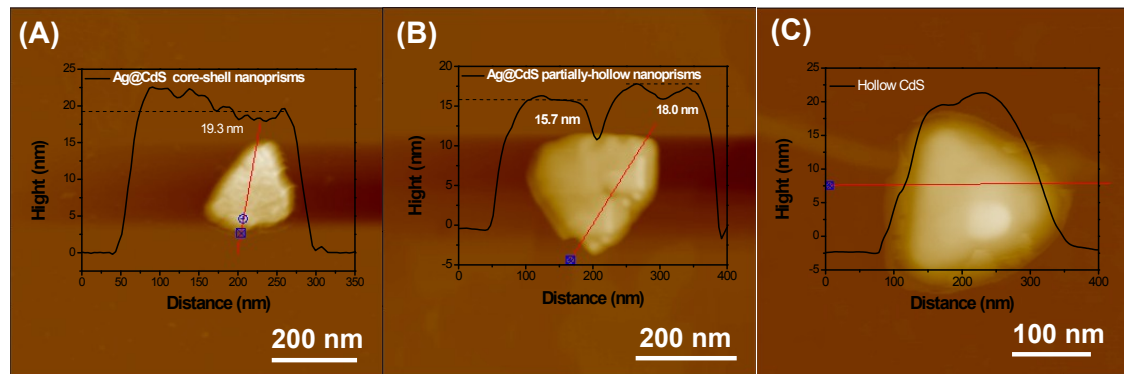 (A)
Ag@CdS core-shell nanoprisms
25
20
15
10
5
0
19.3 nm
Hight (nm)
0 50 100 150 200 250 300 350
Distance (nm)
200 nm
(B)
Ag@CdS partially-hollow nanoprisms
20
15
10
5
0
-5
15.7 nm
18.0 nm
Hight (nm)
0 100 200 300 400
Distance (nm)
200 nm
(C)
Hollow CdS
25
20
15
10
5
0
-5
Hight (nm)
0 100 200 300 400
Distance (nm)
100 nm